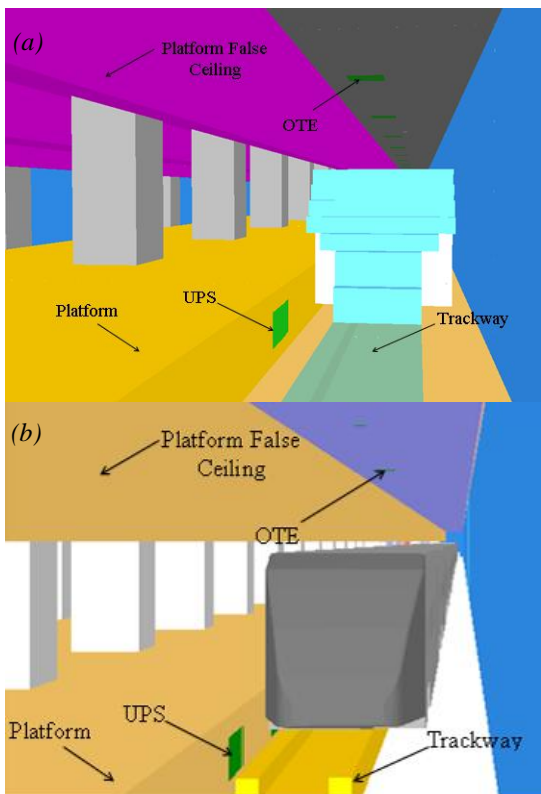 (a)
Platform False
Ceiling
OTE
UPS
Platform
Trackway
(b)
Platform False
Ceiling
OTE
UPS
Platform
Trackway